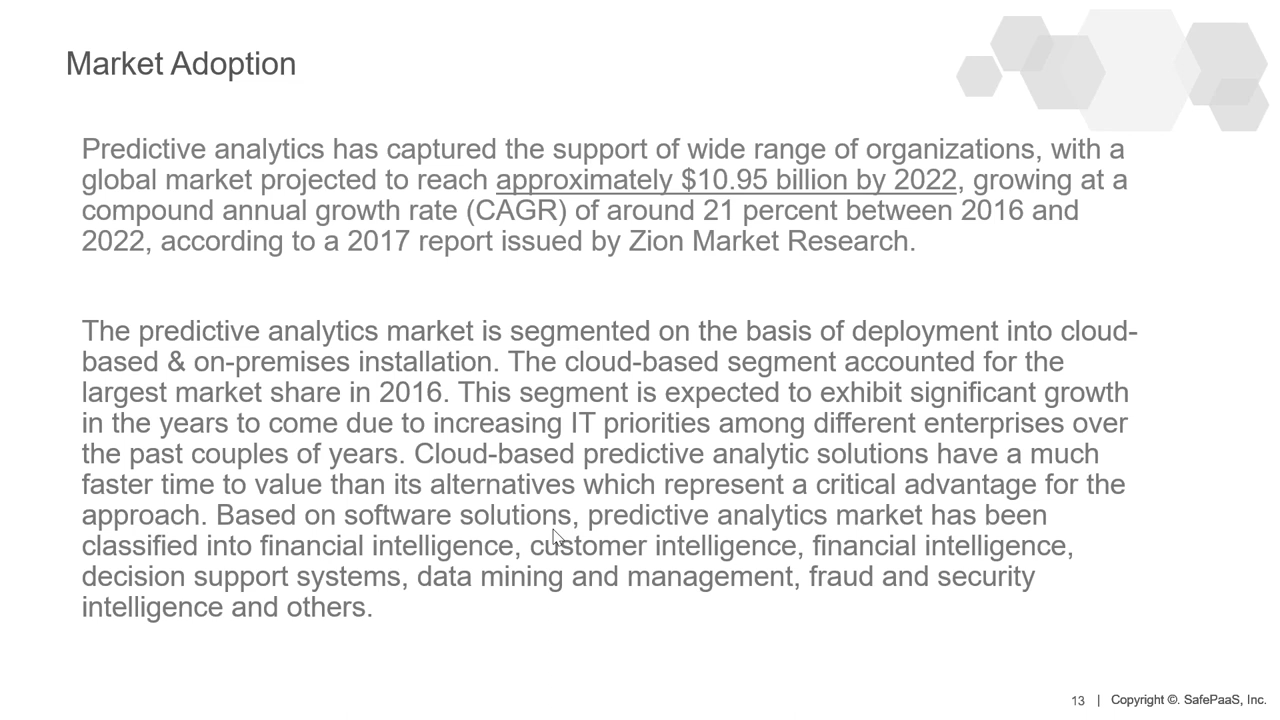 Market Adoption
Predictive analytics has captured the support of wide range of organizations, with a
global market projected to reach approximately $10.95 billion by 2022, growing at a
compound annual growth rate (CAGR) of around 21 percent between 2016 and
2022, according to a 2017 report issued by Zion Market Research.
The predictive analytics market is segmented on the basis of deployment into cloud-
based & on-premises installation. The cloud-based segment accounted for the
largest market share in 2016. This segment is expected to exhibit significant growth
in the years to come due to increasing IT priorities among different enterprises over
the past couples of years. Cloud-based predictive analytic solutions have a much
faster time to value than its alternatives which represent a critical advantage for the
approach. Based on software solutions, predictive analytics market has been
classified into financial intelligence, customer intelligence, financial intelligence,
decision support systems, data mining and management, fraud and security
intelligence and others.
13 | Copyright ©. SafePaaS, Inc.